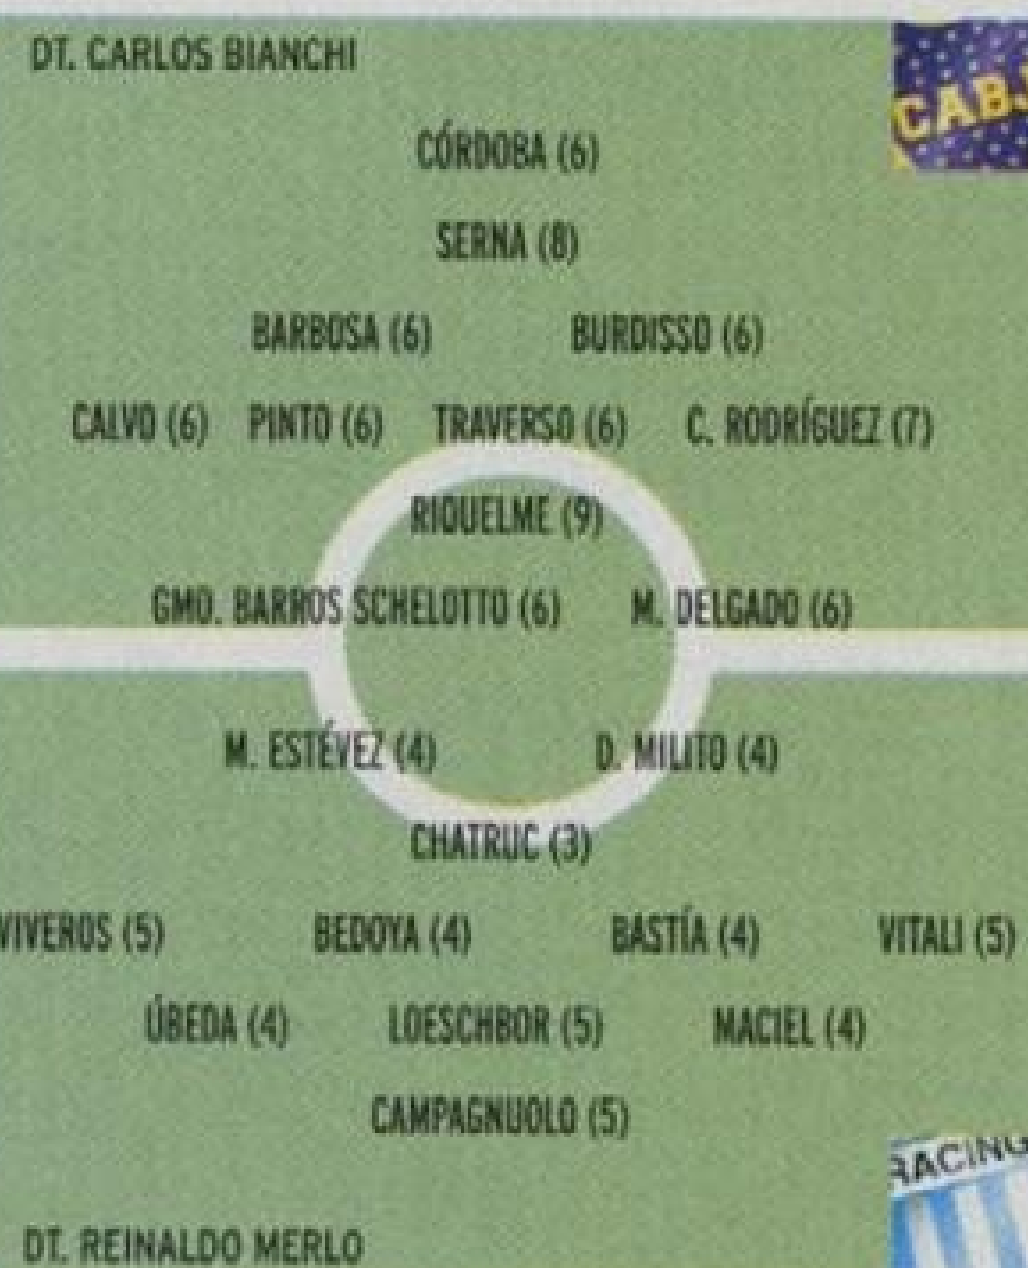 DT. CARLOS BIANCHI
CABJ
CÓRDOBA (6)
SERNA (8)
BARBOSA (6) BURDISSO (6)
CALVO (6) PINTO (6) TRAVERSO (6) C. RODRÍGUEZ (7)
RIQUELME (9)
GMO. BARROS SCHELOTTO (6) M. DELGADO (6)
M. ESTÉVEZ (4) D. MILITO (4)
CHATRUC (3)
VIVEROS (5) BEDOYA (4) BASTÍA (4) VITALI (5)
ÚBEDA (4) LOESCHBOR (5) MACIEL (4)
CAMPAGNUOLO (5)
RACING
DT. REINALDO MERLO